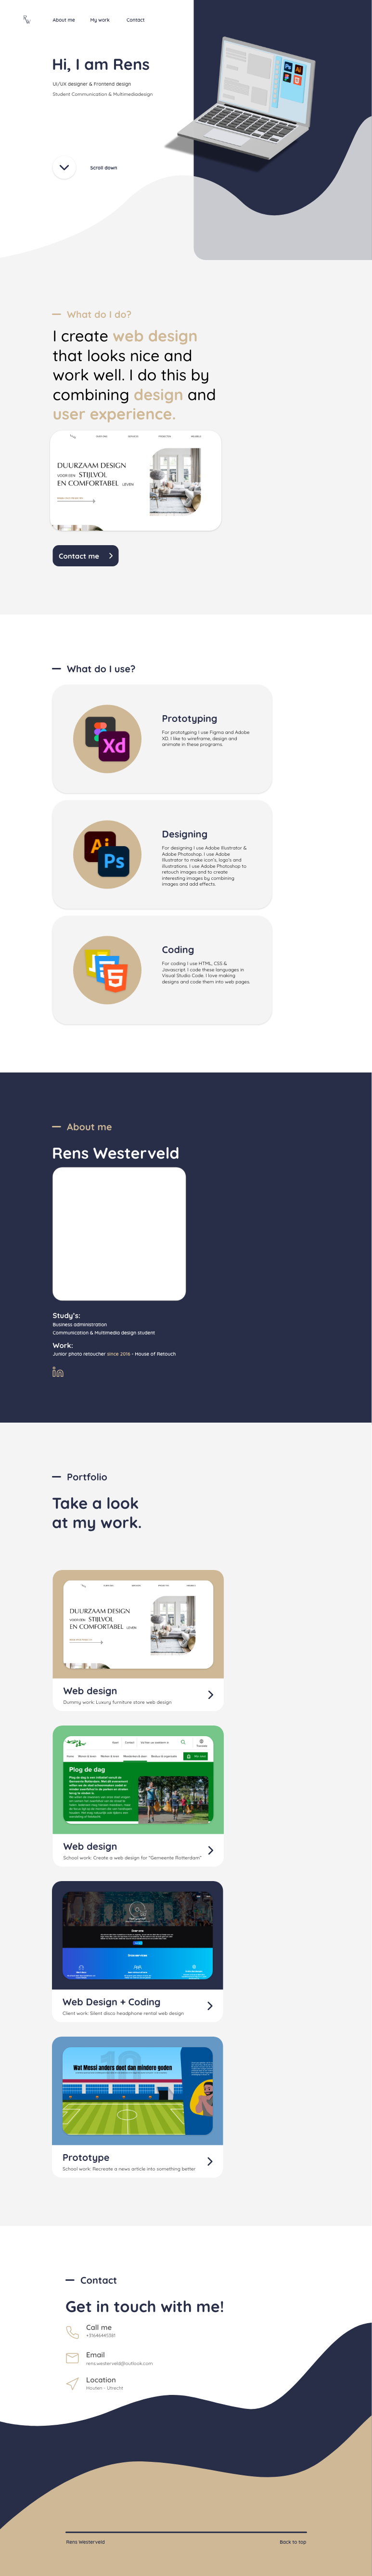 About me My work Contact
Hi, I am Rens
UI/UX designer & Frontend design
Student Communication & Multimediadesign
Scroll down
What do I do?
I create web design
that looks nice and
work well. I do this by
combining design and
user experience.
DUURZAAM DESIGN
VOOR EEN STIJLVOL
EN COMFORTABEL LEVEN
Contact me
What do I use?
Prototyping
For prototyping I use Figma and Adobe
XD. I like to wireframe, design and
animate in these programs.
Xd
Designing
For designing I use Adobe Illustrator &
Adobe Photoshop. I use Adobe
Illustrator to make icon's, logo's and
illustrations. I use Adobe Photoshop to
retouch images and to create
interesting images by combining
images and add effects.
Ai
Ps
Coding
For coding I use HTML, CSS &
Javascript. I code these languages in
Visual Studio Code. I love making
designs and code them into web pages.
5
About me
Rens Westerveld
Study's:
Business administration
Communication & Multimedia design student
Work:
Junior photo retoucher since 2016 - House of Retouch
in
Portfolio
Take a look
at my work.
DUURZAAM DESIGN
VOOR EEN STIJLVOL
EN COMFORTABEL LEVEN
Web design
Dummy work: Luxury furniture store web design
Plog de dag
Web design
School work: Create a web design for "Gemeente Rotterdam"
Web Design + Coding
Client work: Silent disco headphone rental web design
10
Wat Messi anders doet dan mindere goden
Prototype
School work: Recreate a news article into something better
Contact
Get in touch with me!
Call me
+31646445381
Email
rens.westerveld@outlook.com
Location
Houten - Utrecht
Rens Westerveld Back to top